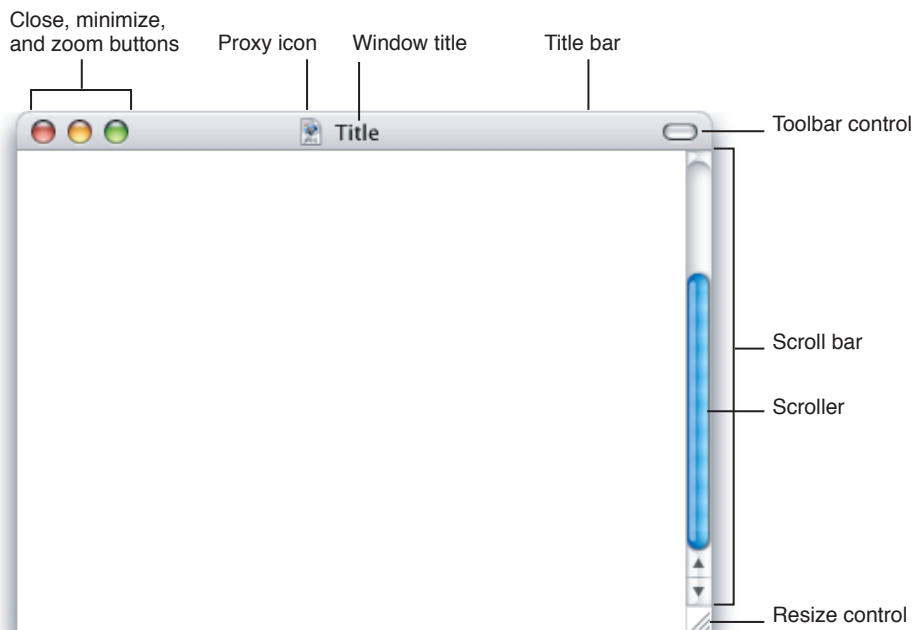 Close, minimize,
and zoom buttons
Proxy icon
Window title
Title bar
Title
Toolbar control
Scroll bar
Scroller
Resize control